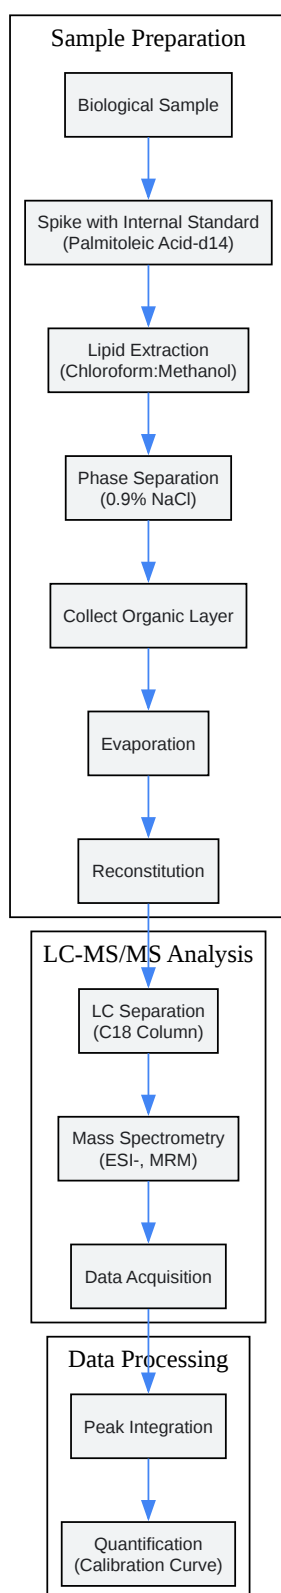 Sample Preparation
Biological Sample
Spike with Internal Standard
(Palmitoleic Acid-d14)
Lipid Extraction
(Chloroform:Methanol)
Phase Separation
(0.9% NaCl)
Collect Organic Layer
Evaporation
Reconstitution
LC-MS/MS Analysis
LC Separation
(C18 Column)
Mass Spectrometry
(ESI-, MRM)
Data Acquisition
Data Processing
Peak Integration
Quantification
(Calibration Curve)